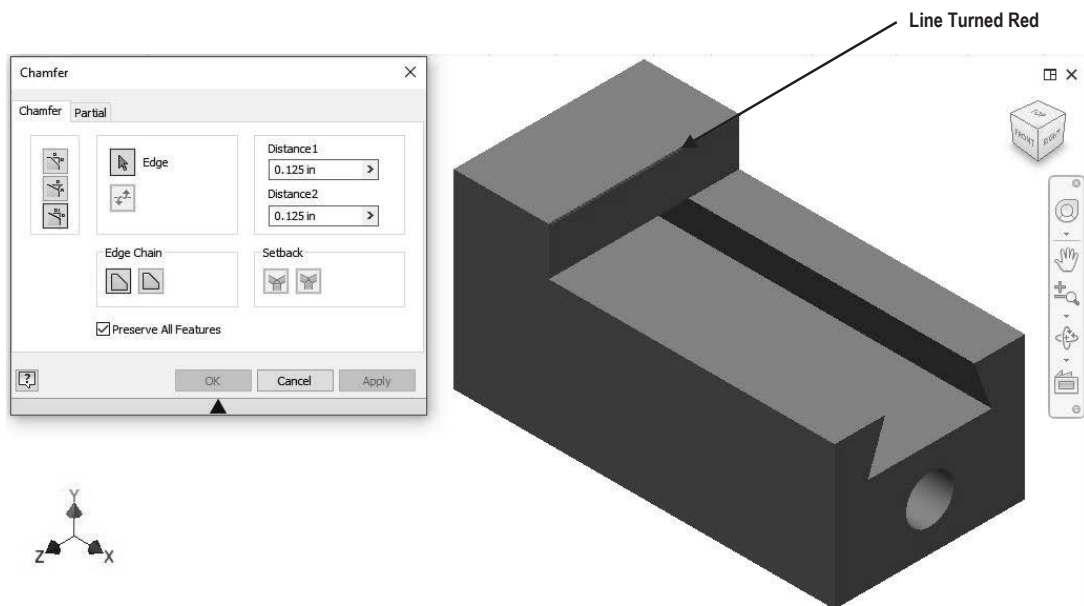 Line Turned Red
Chamfer
Chamfer Partial
Edge
Distance1
0.125 in
Distance2
0.125 in
Edge Chain
Setback
Preserve All Features
OK Cancel Apply
TOP
FRONT RIGHT
Y
Z X